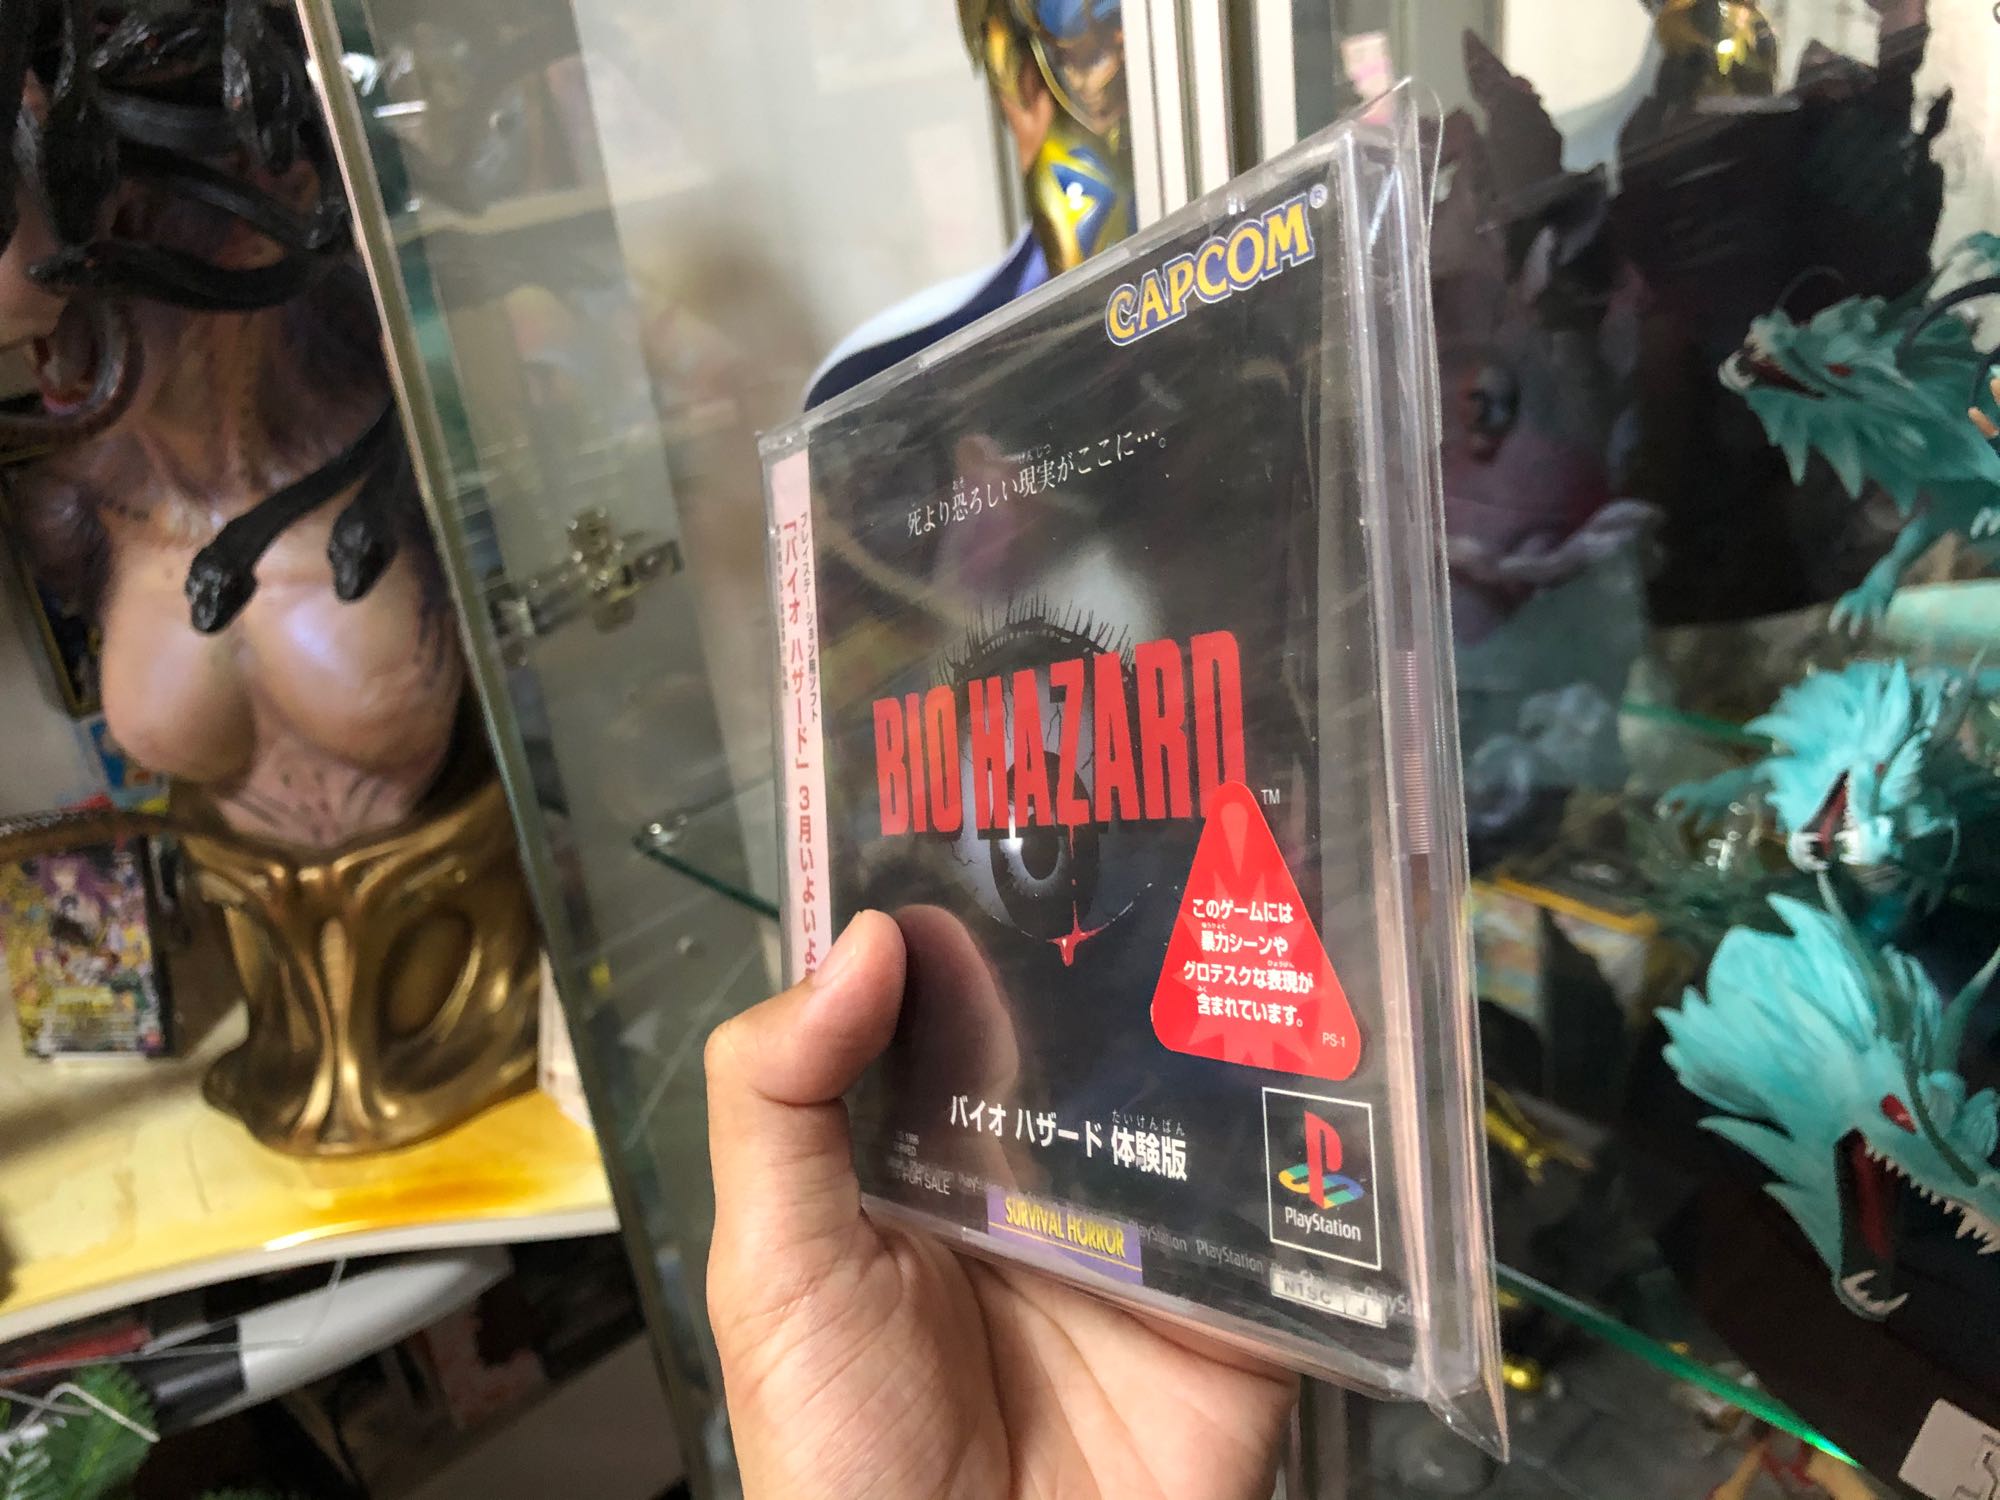 CAPCOM®
死より恐ろしい現実がここに…。
BIO HAZARD™
プレイステーション用ソフト
「バイオ ハザード」 3月いよいよ
このゲームには
暴力シーンや
グロテスクな表現が
含まれています。
PS-1
バイオ ハザード 体験版
FOR SALE
SURVIVAL HORROR
PlayStation
PlayStation
NTSC J